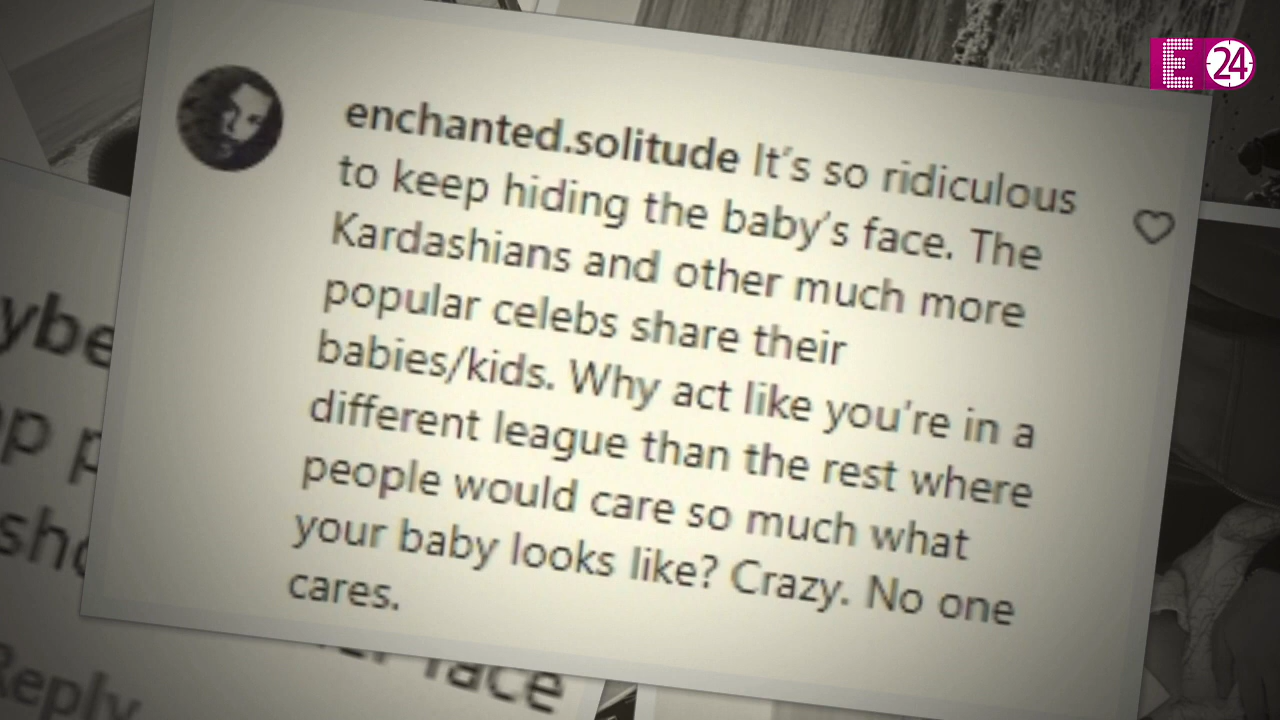 E 24
enchanted.solitude It's so ridiculous
to keep hiding the baby's face. The
Kardashians and other much more
popular celebs share their
babies/kids. Why act like you're in a
different league than the rest where
people would care so much what
your baby looks like? Crazy. No one
cares.
Reply
face